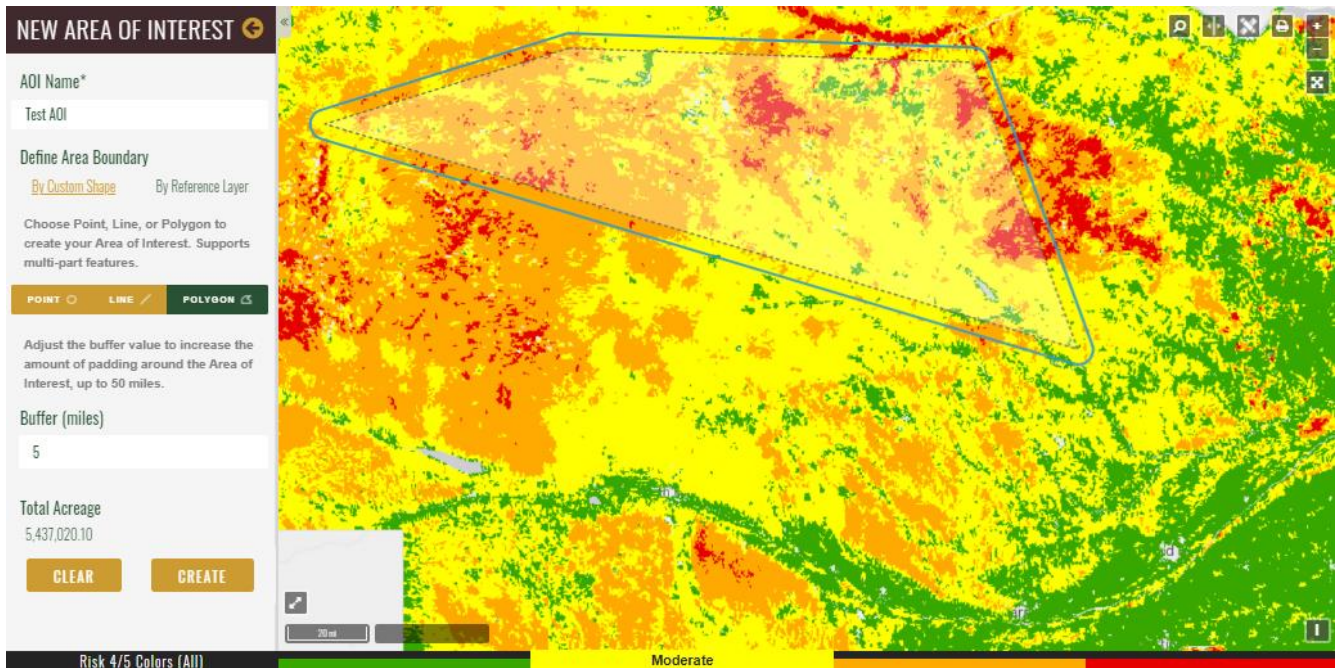 NEW AREA OF INTEREST
AOI Name*
Test AOI
Define Area Boundary
By Custom Shape By Reference Layer
Choose Point, Line, or Polygon to
create your Area of Interest. Supports
multi-part features.
POINT LINE POLYGON
Adjust the buffer value to increase the
amount of padding around the Area of
Interest, up to 50 miles.
Buffer (miles)
5
Total Acreage
5,437,020.10
CLEAR CREATE
20 mi
Risk 4/5 Colors (All) Moderate